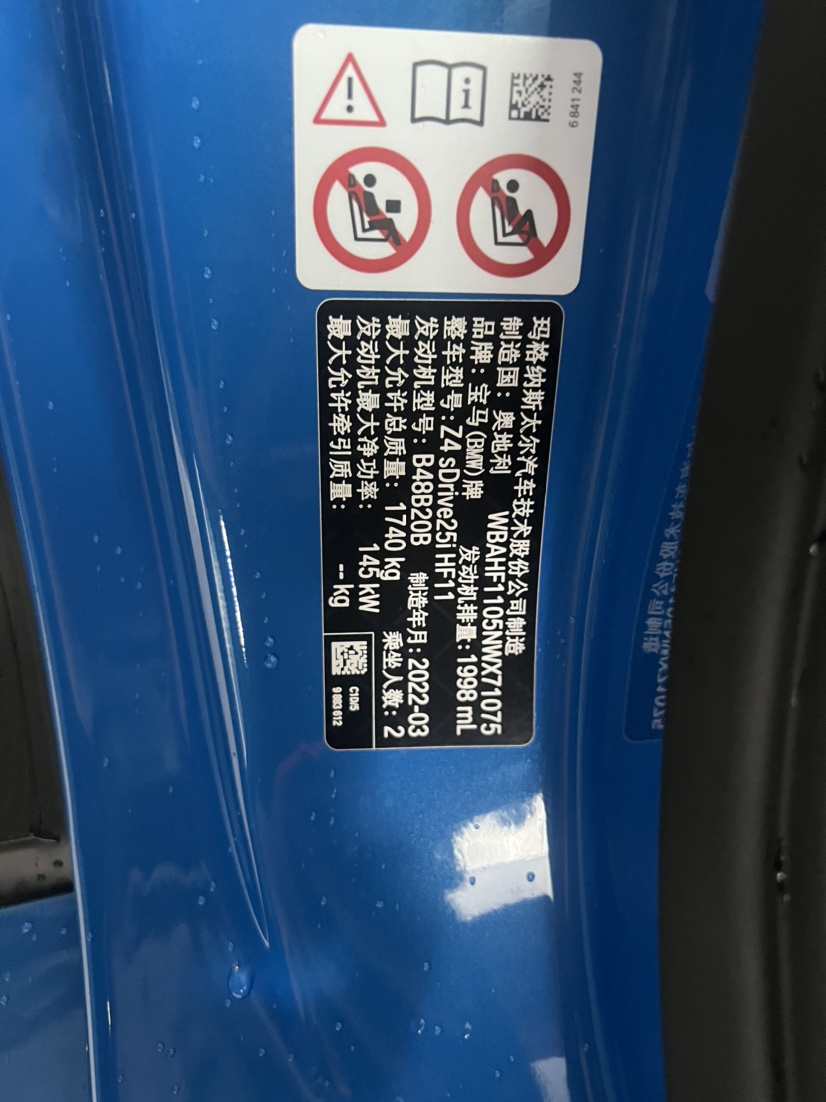 6 841 244
玛格纳斯太尔汽车技术股份公司制造
制造国：奥地利 WBAHF1105NWX71075
品牌：宝马(BMW)牌 发动机排量：1998 mL
整车型号：Z4 sDrive25i HF11
发动机型号：B48B20B 制造年月：2022-03
最大允许总质量：1740 kg 乘坐人数：2
发动机最大净功率：145 kW
最大允许牵引质量：-- kg
C10/5
9 883 612